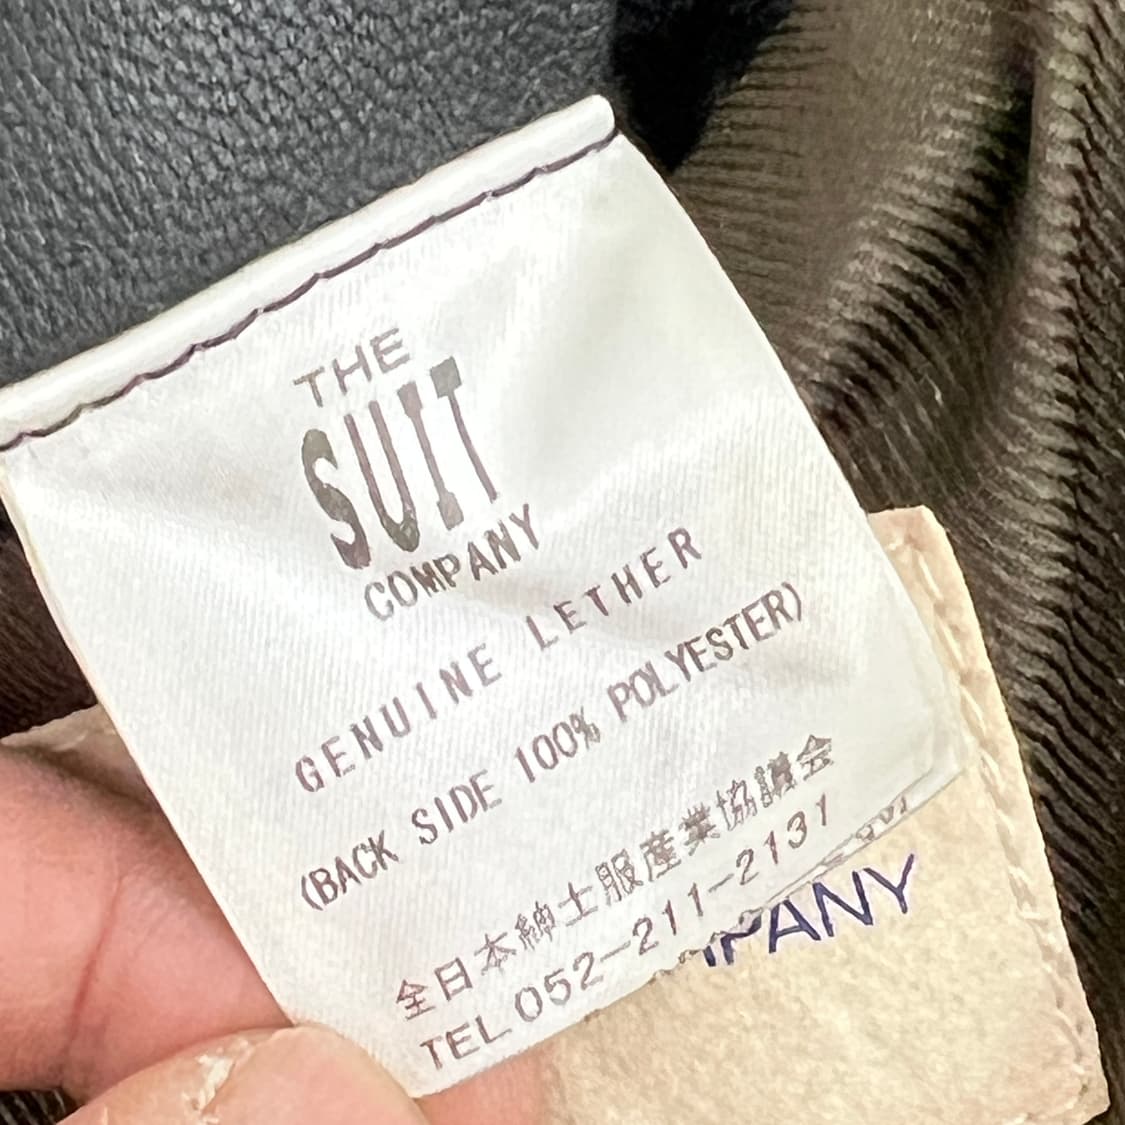 THE
SUIT
COMPANY
GENUINE LETHER
(BACK SIDE 100% POLYESTER)
全日本紳士服産業協議会
TEL 052-211-2131
MPANY